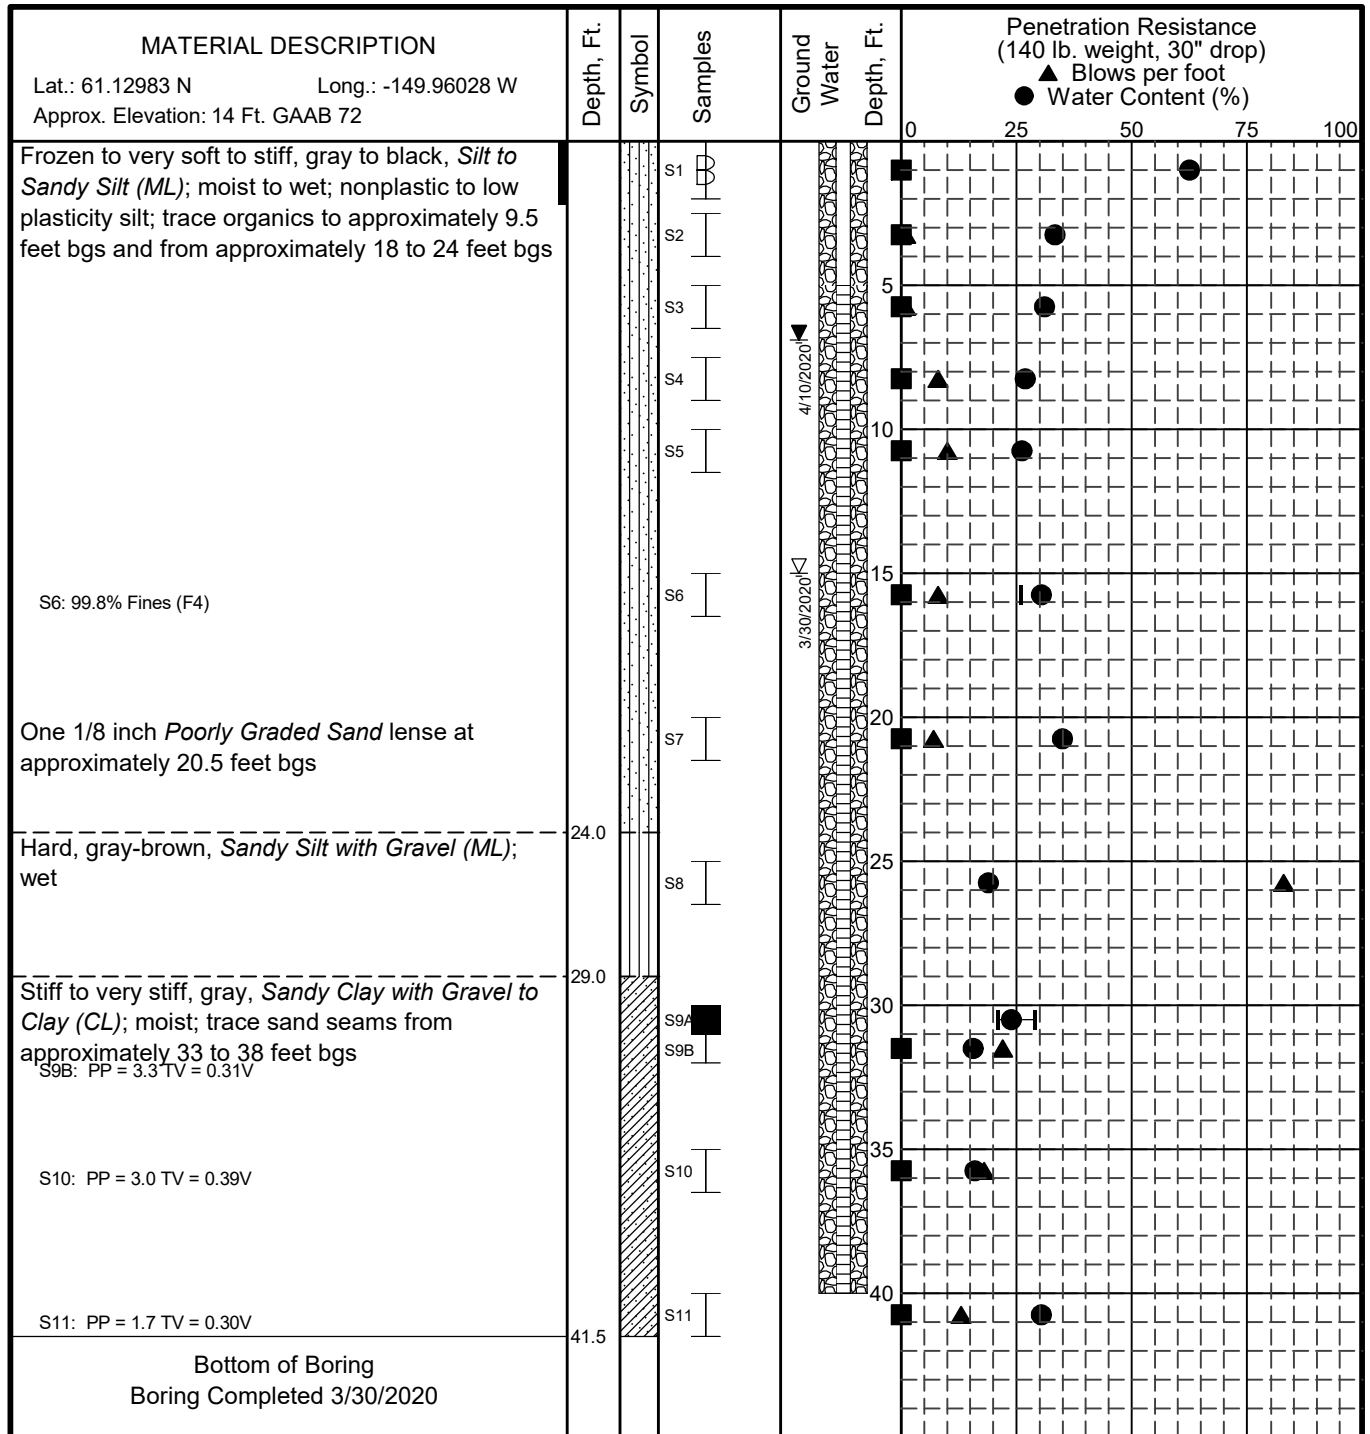 MATERIAL DESCRIPTION
Lat.: 61.12983 N Long.: -149.96028 W
Approx. Elevation: 14 Ft. GAAB 72
Depth, Ft.
Symbol
Samples
Ground
Water
Depth, Ft.
Penetration Resistance
(140 lb. weight, 30" drop)
▲ Blows per foot
● Water Content (%)
0 25 50 75 100
Frozen to very soft to stiff, gray to black, Silt to
Sandy Silt (ML); moist to wet; nonplastic to low
plasticity silt; trace organics to approximately 9.5
feet bgs and from approximately 18 to 24 feet bgs
S1
S2
5
S3
4/10/2020
S4
10
S5
15
3/30/2020
S6: 99.8% Fines (F4)
S6
20
One 1/8 inch Poorly Graded Sand lense at
approximately 20.5 feet bgs
S7
24.0
Hard, gray-brown, Sandy Silt with Gravel (ML);
wet
25
S8
29.0
Stiff to very stiff, gray, Sandy Clay with Gravel to
Clay (CL); moist; trace sand seams from
approximately 33 to 38 feet bgs
30
S9A
S9B
S9B: PP = 3.3 TV = 0.31V
35
S10: PP = 3.0 TV = 0.39V
S10
40
S11: PP = 1.7 TV = 0.30V
S11
41.5
Bottom of Boring
Boring Completed 3/30/2020